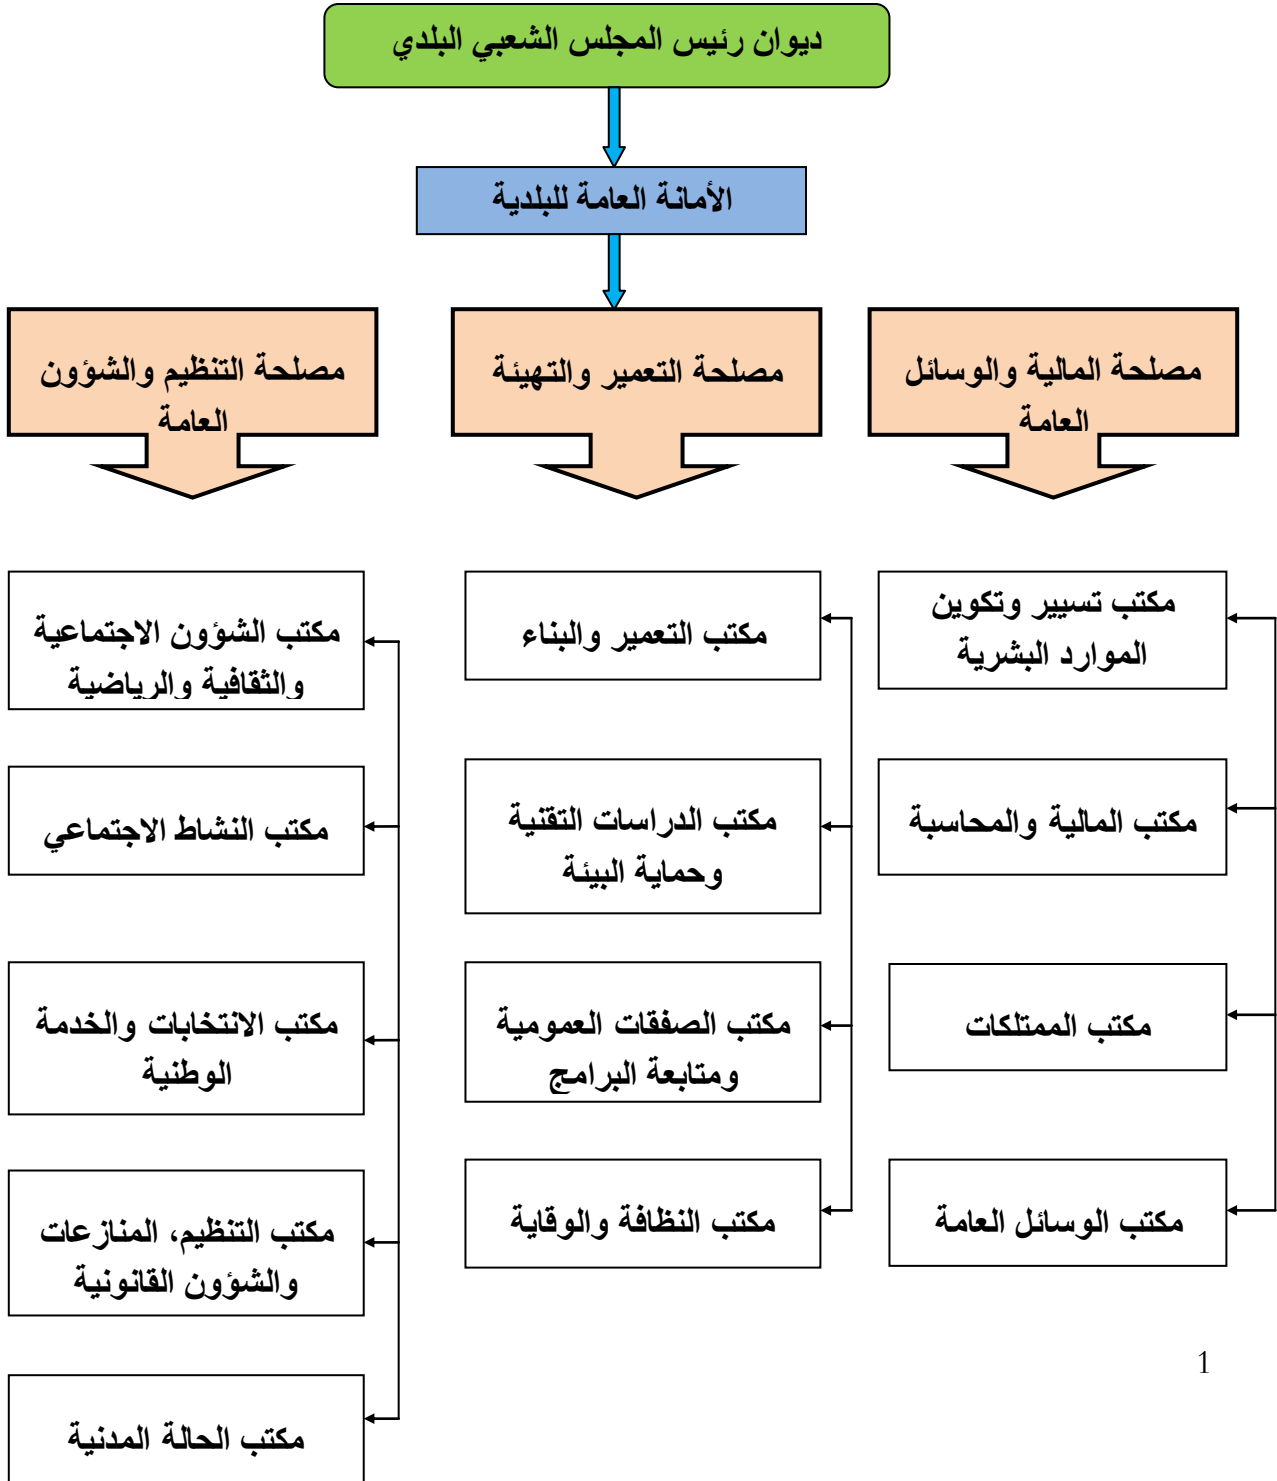 ديوان رئيس المجلس الشعبي البلدي
الأمانة العامة للبلدية
مصلحة المالية والوسائل
العامة
مصلحة التعمير والتهيئة
مصلحة التنظيم والشؤون
العامة
مكتب تسيير وتكوين
الموارد البشرية
مكتب المالية والمحاسبة
مكتب الممتلكات
مكتب الوسائل العامة
مكتب التعمير والبناء
مكتب الدراسات التقنية
وحماية البيئة
مكتب الصفقات العمومية
ومتابعة البرامج
مكتب النظافة والوقاية
مكتب الشؤون الاجتماعية
والثقافية والرياضية
مكتب النشاط الاجتماعي
مكتب الانتخابات والخدمة
الوطنية
مكتب التنظيم، المنازعات
والشؤون القانونية
مكتب الحالة المدنية
1